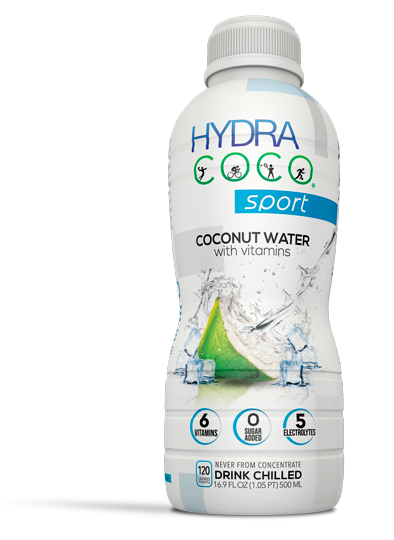 HYDRA
COCO®
sport
COCONUT WATER
with vitamins
6
VITAMINS
0
SUGAR
ADDED
5
ELECTROLYTES
120
NEVER FROM CONCENTRATE
DRINK CHILLED
16.9 FL OZ (1.05 PT) 500 ML